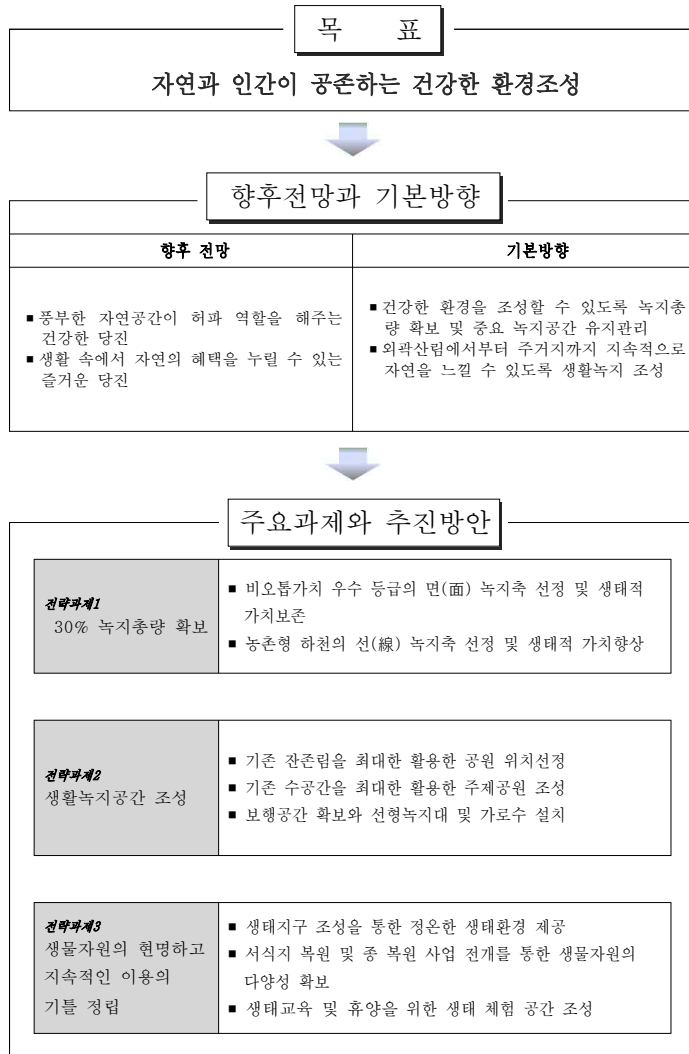 목 표
자연과 인간이 공존하는 건강한 환경조성
향후전망과 기본방향
향후 전망
기본방향
■ 풍부한 자연공간이 허파 역할을 해주는
건강한 당진
■ 생활 속에서 자연의 혜택을 누릴 수 있는
즐거운 당진
■ 건강한 환경을 조성할 수 있도록 녹지총
량 확보 및 중요 녹지공간 유지관리
■ 외곽산림에서부터 주거지까지 지속적으로
자연을 느낄 수 있도록 생활녹지 조성
주요과제와 추진방안
전략과제1
30% 녹지총량 확보
■ 비오톱가치 우수 등급의 면(面) 녹지축 선정 및 생태적
가치보존
■ 농촌형 하천의 선(線) 녹지축 선정 및 생태적 가치향상
전략과제2
생활녹지공간 조성
■ 기존 잔존림을 최대한 활용한 공원 위치선정
■ 기존 수공간을 최대한 활용한 주제공원 조성
■ 보행공간 확보와 선형녹지대 및 가로수 설치
전략과제3
생물자원의 현명하고
지속적인 이용의
기틀 정립
■ 생태지구 조성을 통한 정온한 생태환경 제공
■ 서식지 복원 및 종 복원 사업 전개를 통한 생물자원의
다양성 확보
■ 생태교육 및 휴양을 위한 생태 체험 공간 조성